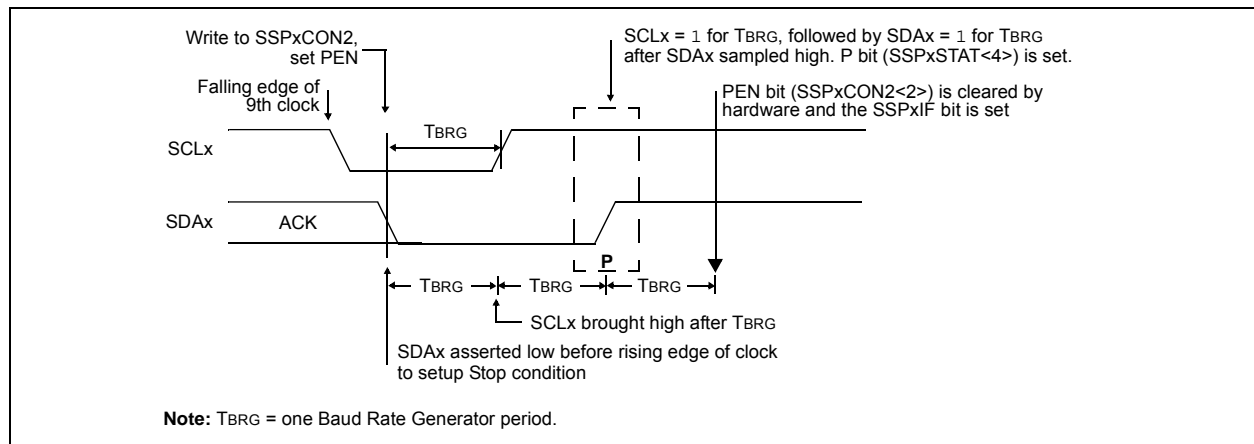 Write to SSPxCON2,
set PEN
SCLx = 1 for TBRG, followed by SDAx = 1 for TBRG
after SDAx sampled high. P bit (SSPxSTAT<4>) is set.
Falling edge of
9th clock
PEN bit (SSPxCON2<2>) is cleared by
hardware and the SSPxIF bit is set
TBRG
SCLx
SDAx
ACK
P
TBRG
TBRG
TBRG
SCLx brought high after TBRG
SDAx asserted low before rising edge of clock
to setup Stop condition
Note: TBRG = one Baud Rate Generator period.